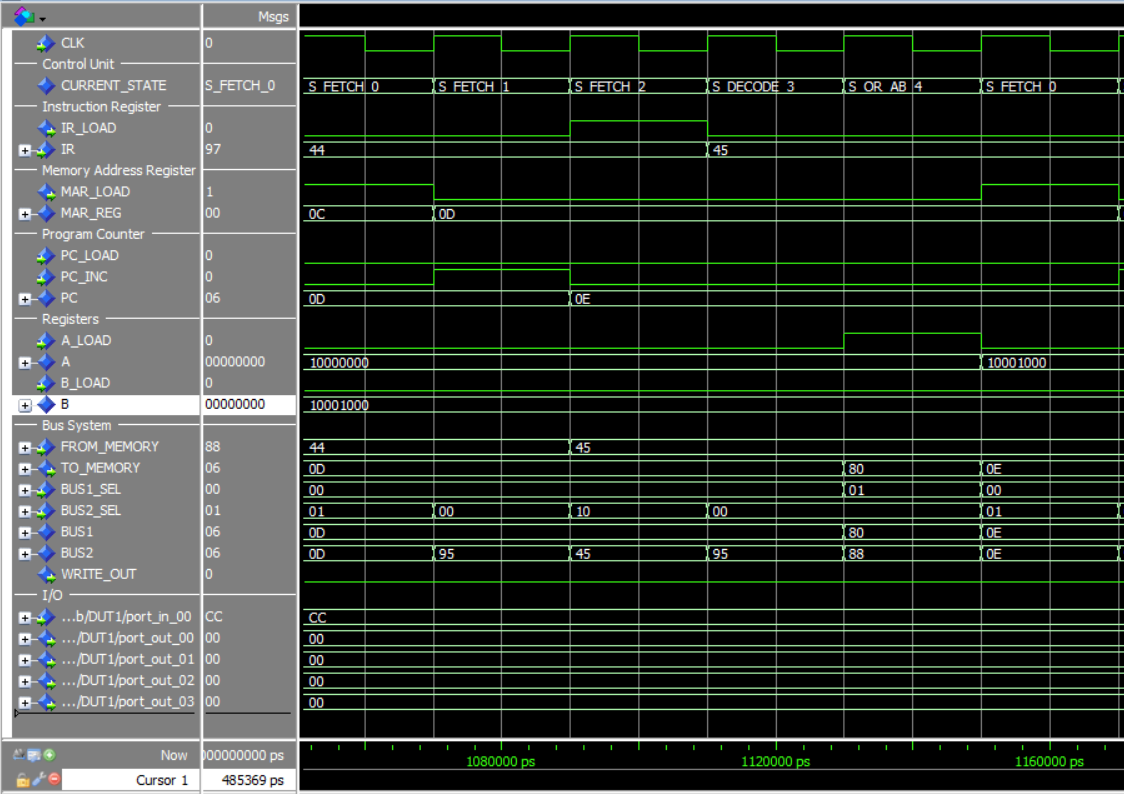 Msgs
CLK 0
Control Unit
CURRENT_STATE S_FETCH_0 S_FETCH_0 S_FETCH_1 S_FETCH_2 S_DECODE_3 S_OR_AB_4 S_FETCH_0
Instruction Register
IR_LOAD 0
IR 97 44 45
Memory Address Register
MAR_LOAD 1
MAR_REG 00 0C 0D
Program Counter
PC_LOAD 0
PC_INC 0
PC 06 0D 0E
Registers
A_LOAD 0
A 00000000 10000000 10001000
B_LOAD 0
B 00000000 10001000
Bus System
FROM_MEMORY 88 44 45
TO_MEMORY 06 0D 80 0E
BUS1_SEL 00 00 01 00
BUS2_SEL 01 01 00 10 00 01
BUS1 06 0D 80 0E
BUS2 06 0D 95 45 95 88 0E
WRITE_OUT 0
I/O
...b/DUT1/port_in_00 CC CC
.../DUT1/port_out_00 00 00
.../DUT1/port_out_01 00 00
.../DUT1/port_out_02 00 00
.../DUT1/port_out_03 00 00
Now 000000000 ps
1080000 ps 1120000 ps 1160000 ps
Cursor 1 485369 ps